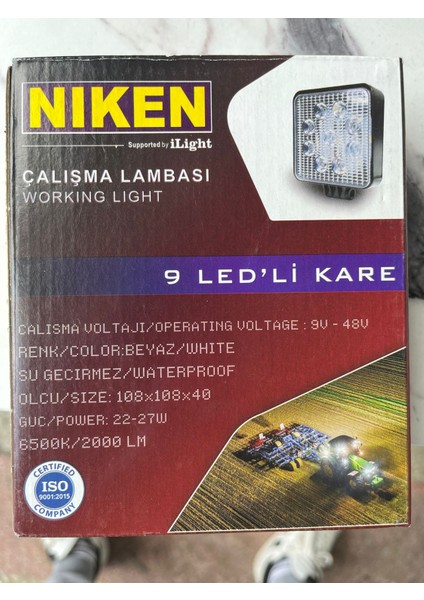 NIKEN
Supported by iLight
ÇALIŞMA LAMBASI
WORKING LIGHT
9 LED'Lİ KARE
CALISMA VOLTAJI/OPERATING VOLTAGE : 9V - 48V
RENK/COLOR:BEYAZ/WHITE
SU GECIRMEZ/WATERPROOF
OLCU/SIZE: 108x108x40
GUC/POWER: 22-27W
6500K/2000 LM
CERTIFIED
ISO
9001:2015
COMPANY